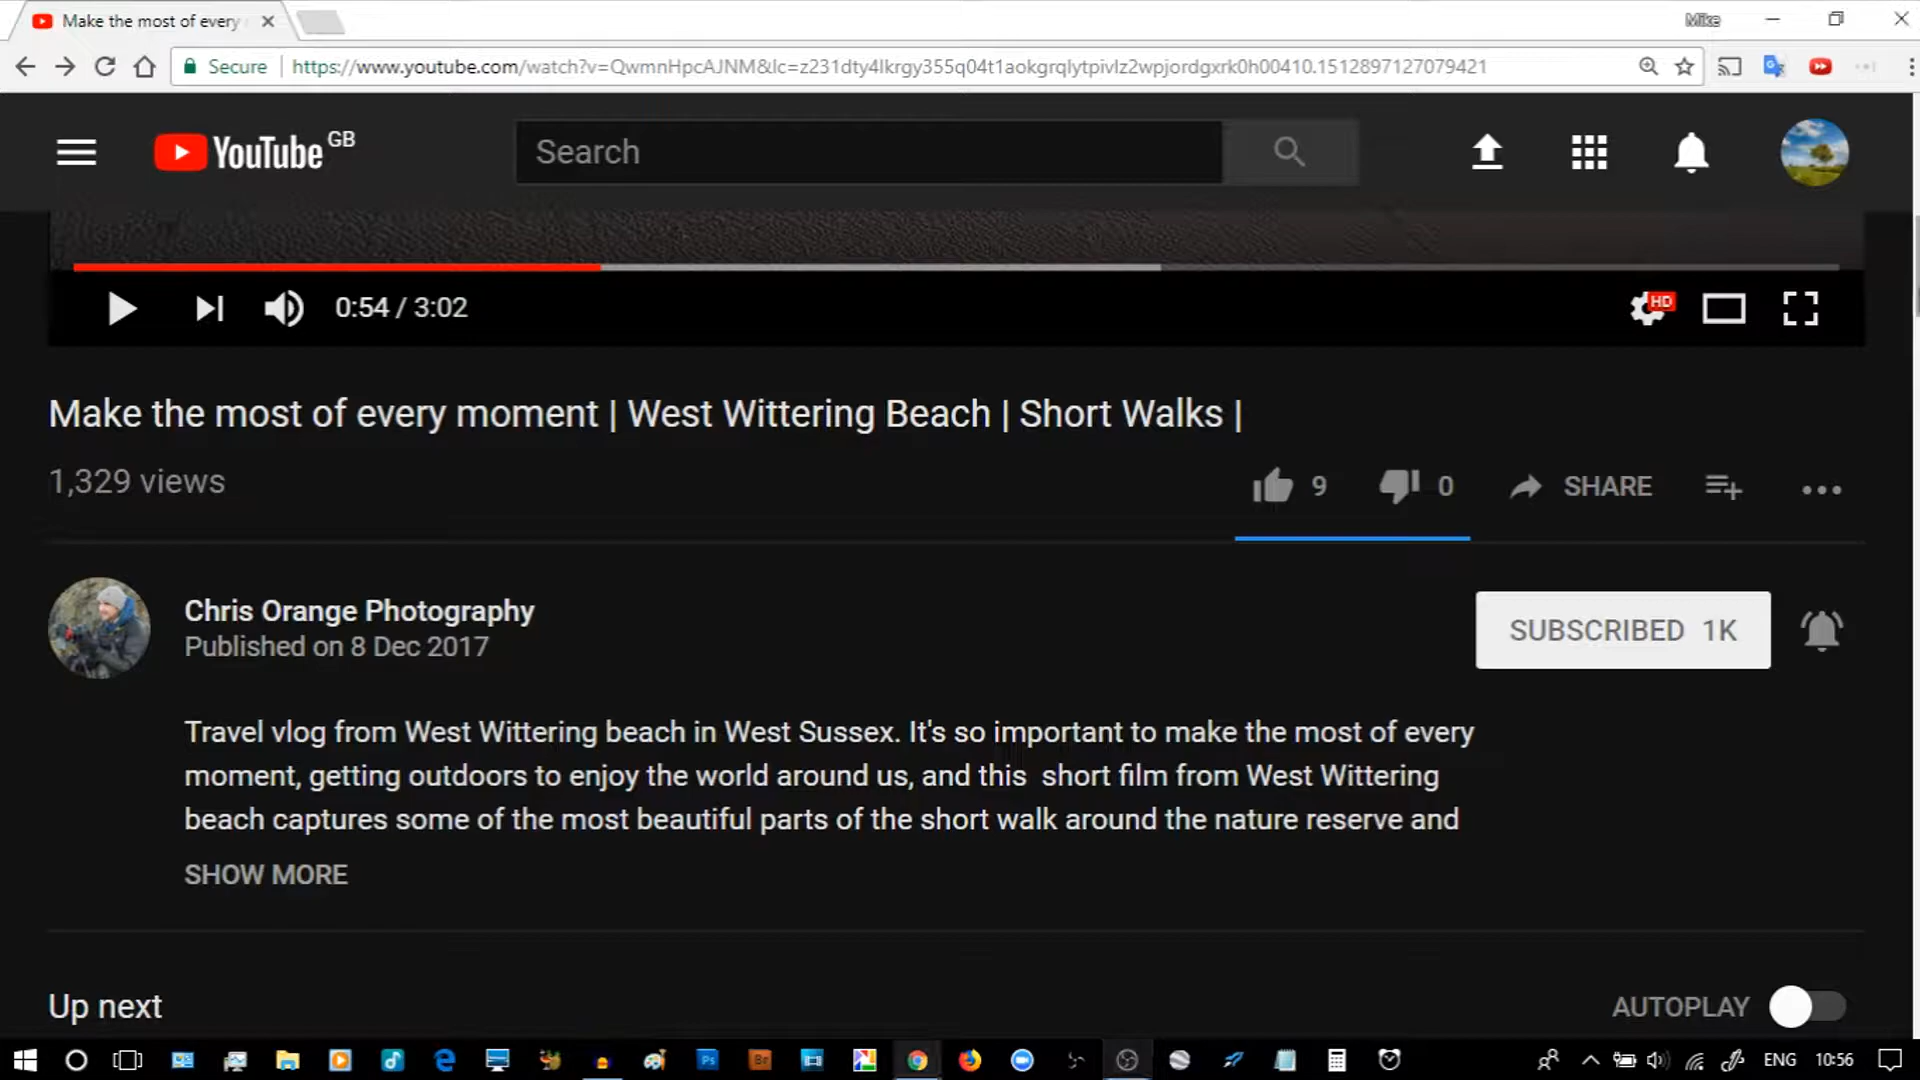 Make the most of every
Mike
Secure
https://www.youtube.com/watch?v=QwmnHpcAJNM&lc=z231dty4lkrgy355q04t1aokgrqlytpivlz2wpjordgxrk0h00410.1512897127079421
YouTube GB
Search
0:54 / 3:02
HD
Make the most of every moment | West Wittering Beach | Short Walks |
1,329 views
9
0
SHARE
Chris Orange Photography
Published on 8 Dec 2017
SUBSCRIBED 1K
Travel vlog from West Wittering beach in West Sussex. It's so important to make the most of every
moment, getting outdoors to enjoy the world around us, and this  short film from West Wittering
beach captures some of the most beautiful parts of the short walk around the nature reserve and
SHOW MORE
Up next
AUTOPLAY
Ps
Br
ENG
10:56